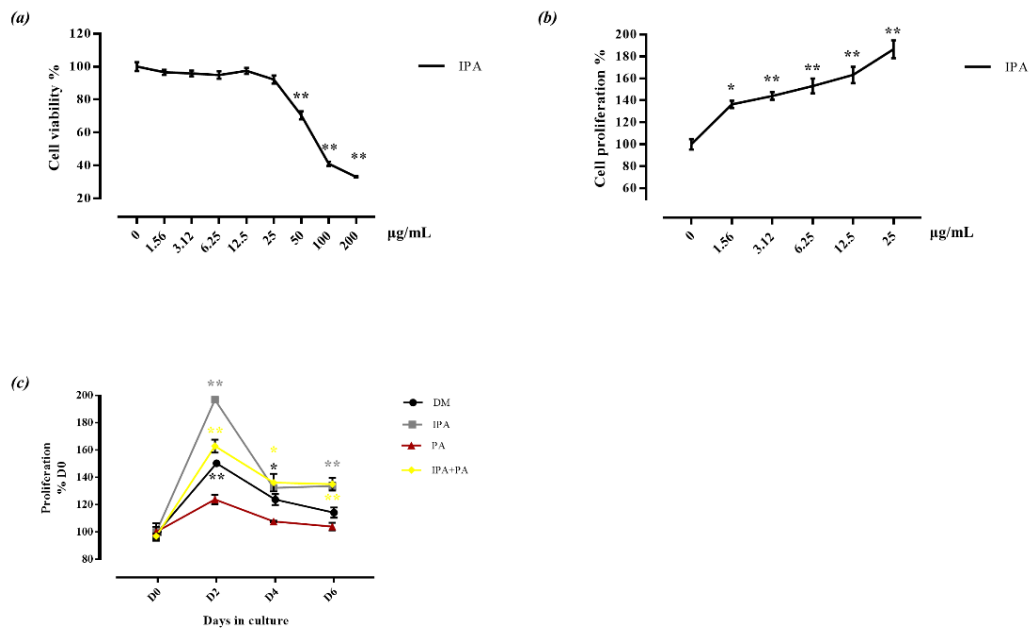 (a)
Cell viability %
120
100
80
60
40
20
** ** **
IPA
0 1.56 3.12 6.25 12.5 25 50 100 200 µg/mL
(b)
Cell proliferation %
200
180
160
140
120
100
80
60
* ** ** ** **
IPA
0 1.56 3.12 6.25 12.5 25 µg/mL
(c)
Proliferation
% D0
200
180
160
140
120
100
80
** ** **
* *
** **
DM
IPA
PA
IPA+PA
D0 D2 D4 D6
Days in culture